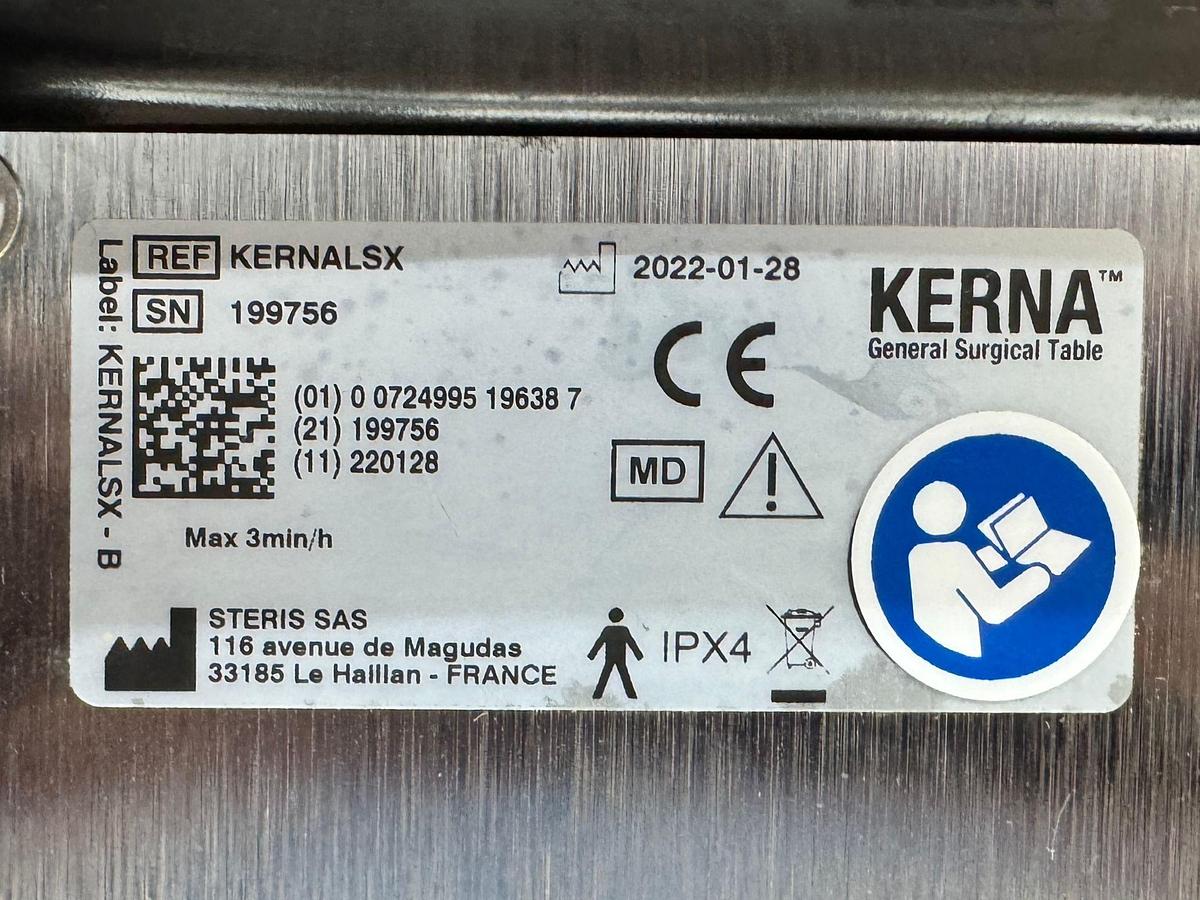 Label: KERNALSX - B
REF KERNALSX
SN 199756
2022-01-28
KERNA™
General Surgical Table
CE
(01) 0 0724995 19638 7
(21) 199756
(11) 220128
MD
Max 3min/h
STERIS SAS
116 avenue de Magudas
33185 Le Haillan - FRANCE
IPX4